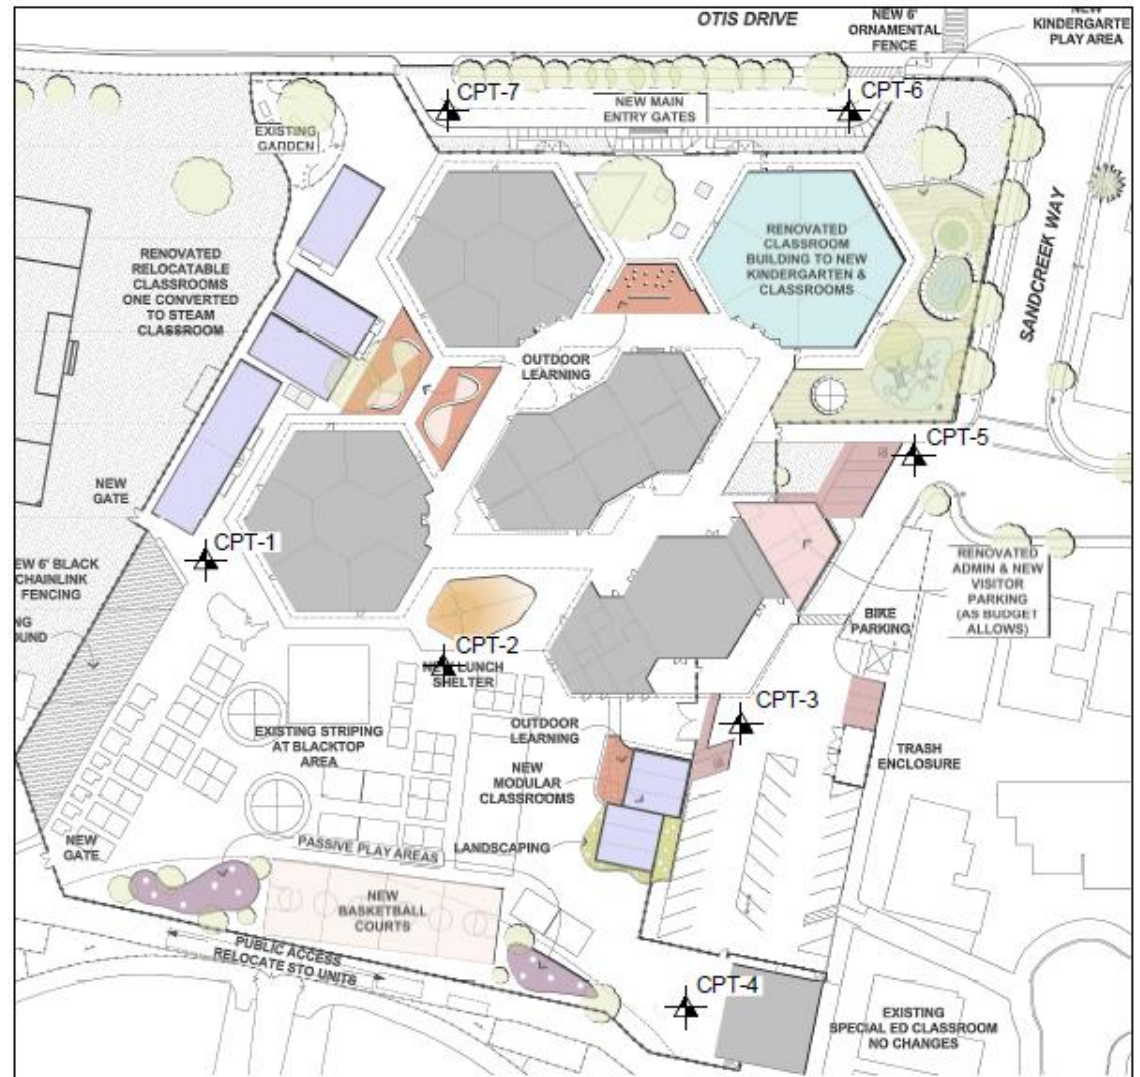 OTIS DRIVE
NEW 6'
ORNAMENTAL
FENCE
NEW
KINDERGARTE
PLAY AREA
CPT-7
CPT-6
NEW MAIN
ENTRY GATES
EXISTING
GARDEN
RENOVATED
CLASSROOM
BUILDING TO NEW
KINDERGARTEN &
CLASSROOMS
SANDCREEK WAY
RENOVATED
RELOCATABLE
CLASSROOMS
ONE CONVERTED
TO STEAM
CLASSROOM
OUTDOOR
LEARNING
CPT-5
NEW
GATE
CPT-1
EW 6' BLACK
CHAINLINK
FENCING
NG
OUND
RENOVATED
ADMIN & NEW
VISITOR
PARKING
(AS BUDGET
ALLOWS)
BIKE
PARKING
CPT-2
NEW LUNCH
SHELTER
CPT-3
EXISTING STRIPING
AT BLACKTOP
AREA
OUTDOOR
LEARNING
NEW
MODULAR
CLASSROOMS
TRASH
ENCLOSURE
NEW
GATE
PASSIVE PLAY AREAS
LANDSCAPING
NEW
BASKETBALL
COURTS
PUBLIC ACCESS
RELOCATE STO UNITS
CPT-4
EXISTING
SPECIAL ED CLASSROOM
NO CHANGES